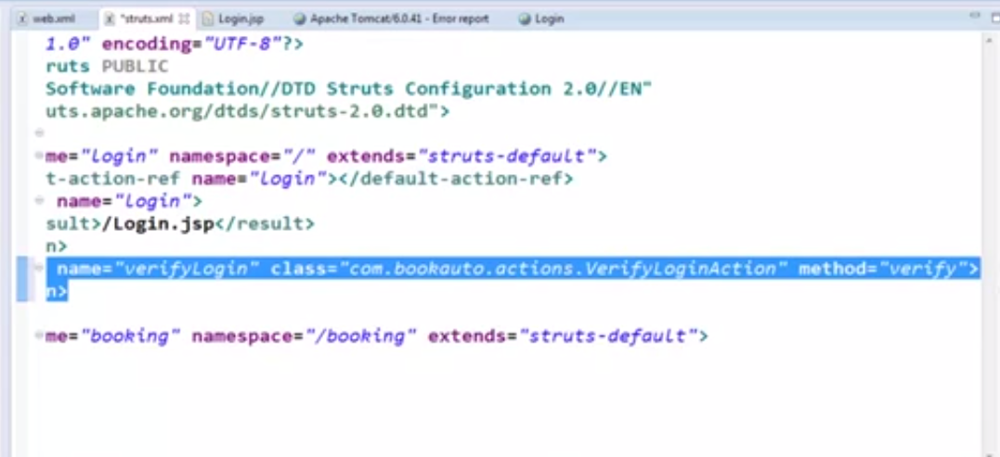 web.xml *struts.xml Login.jsp Apache Tomcat/6.0.41 - Error report Login
1.0" encoding="UTF-8"?>
ruts PUBLIC
Software Foundation//DTD Struts Configuration 2.0//EN"
uts.apache.org/dtds/struts-2.0.dtd">
me="login" namespace="/" extends="struts-default">
t-action-ref name="login"></default-action-ref>
name="login">
sult>/Login.jsp</result>
n>
name="verifyLogin" class="com.bookauto.actions.VerifyLoginAction" method="verify">
n>
me="booking" namespace="/booking" extends="struts-default">